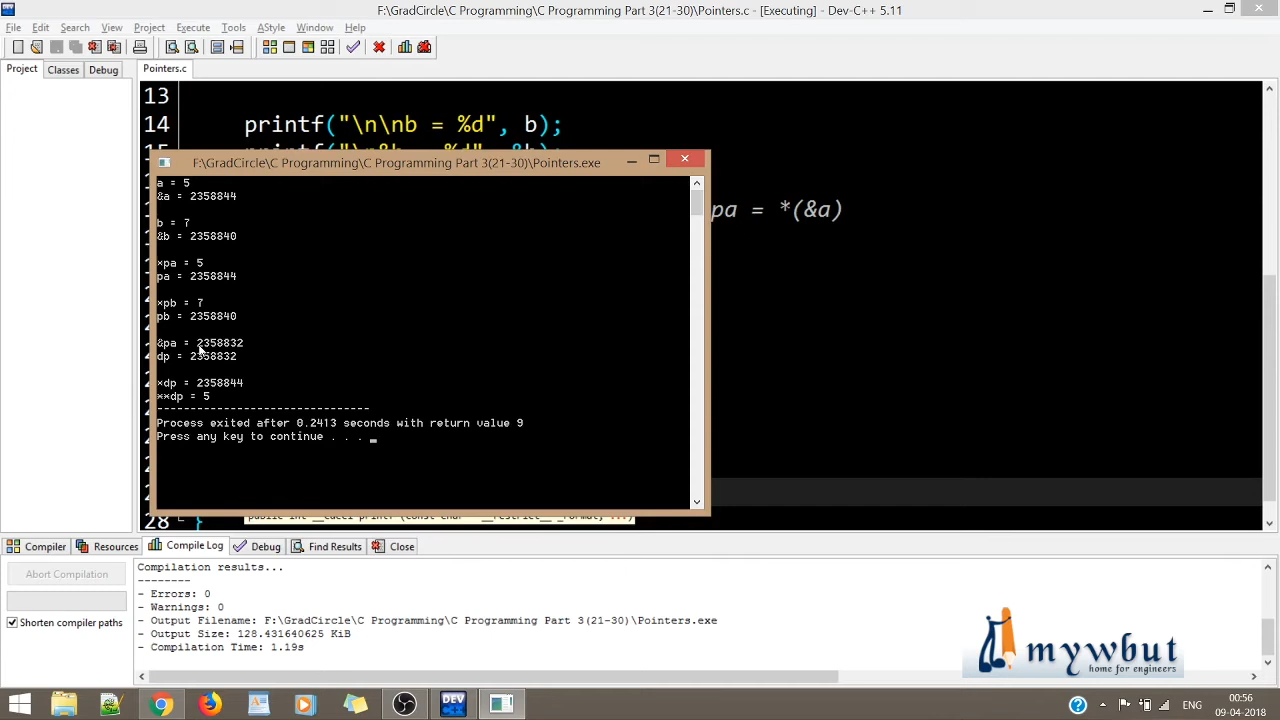 F:\GradCircle\C Programming\C Programming Part 3(21-30)\Pointers.c - [Executing] - Dev-C++ 5.11
File Edit Search View Project Execute Tools AStyle Window Help
Project Classes Debug Pointers.c
13
14 printf("\n\nb = %d", b);
F:\GradCircle\C Programming\C Programming Part 3(21-30)\Pointers.exe
a = 5
&a = 2358844
pa = *(&a)
b = 7
&b = 2358840
*pa = 5
pa = 2358844
*pb = 7
pb = 2358840
&pa = 2358832
dp = 2358832
*dp = 2358844
**dp = 5
--------------------------------
Process exited after 0.2413 seconds with return value 9
Press any key to continue . . .
28 }
Compiler Resources Compile Log Debug Find Results Close
Abort Compilation
Shorten compiler paths
Compilation results...
--------
- Errors: 0
- Warnings: 0
- Output Filename: F:\GradCircle\C Programming\C Programming Part 3(21-30)\Pointers.exe
- Output Size: 128.431640625 KiB
- Compilation Time: 1.19s
mywbut
home for engineers
DEV
ENG
00:56
09-04-2018